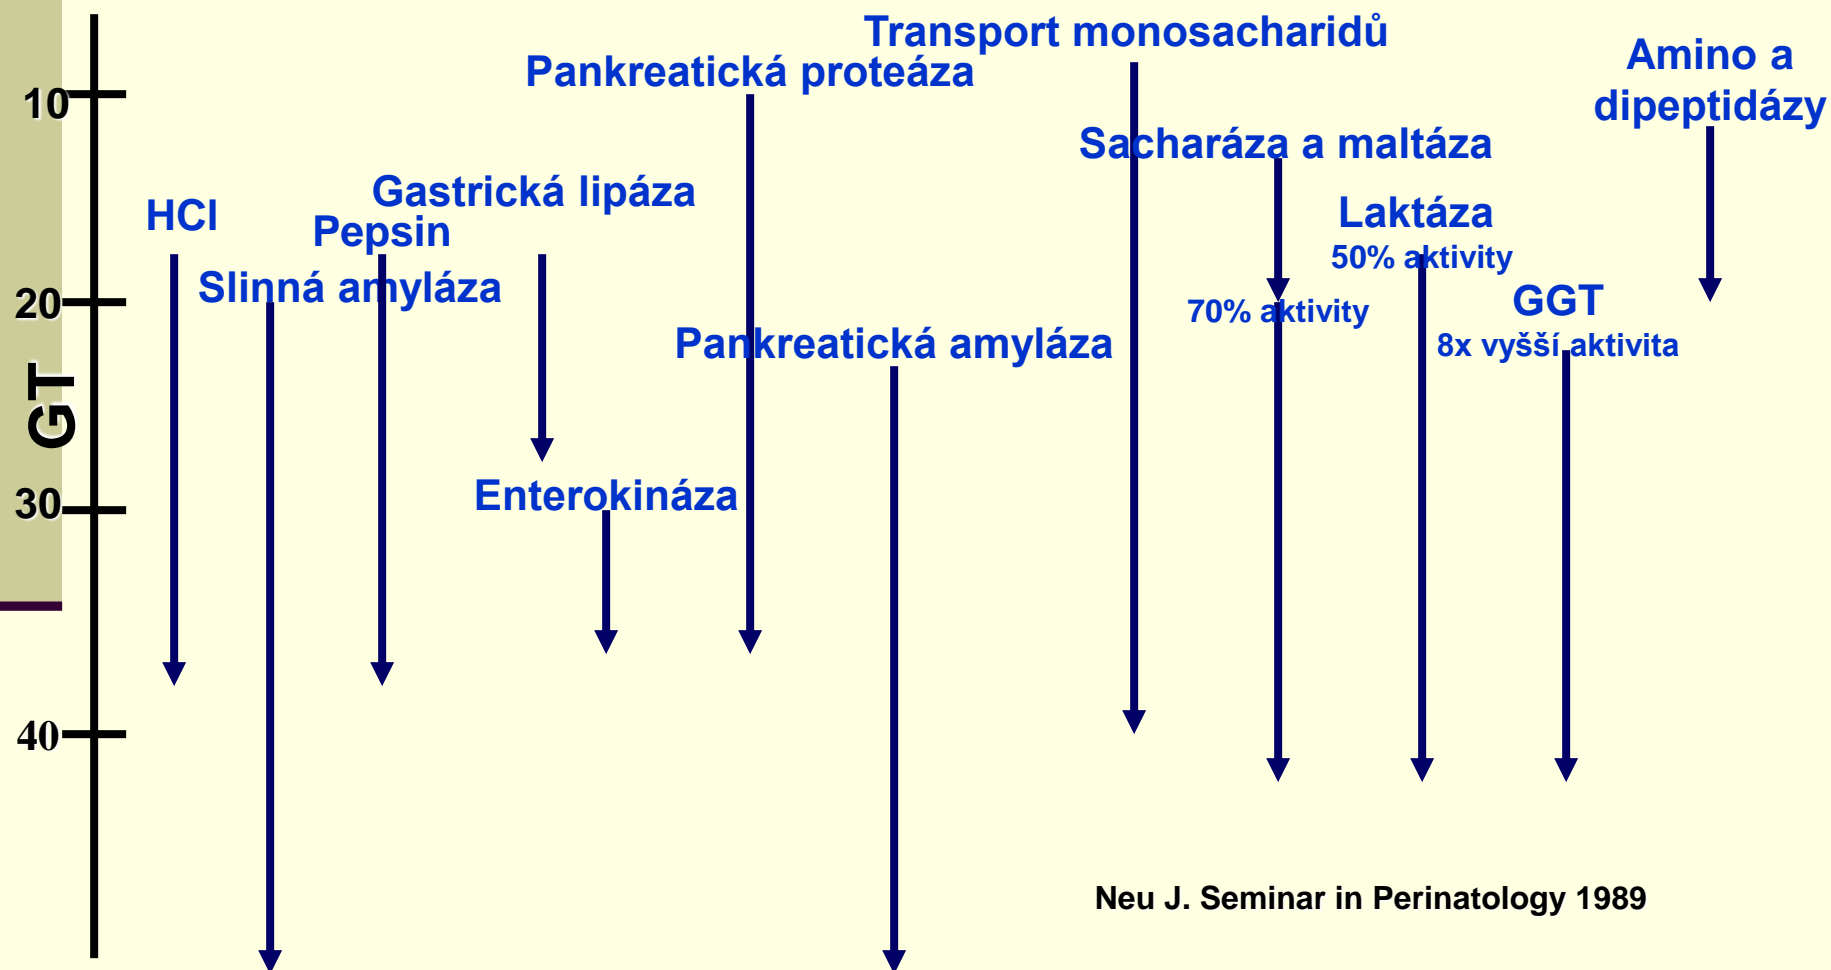 Transport monosacharidů
Pankreatická proteáza
Amino a
dipeptidázy
10
Sacharáza a maltáza
Gastrická lipáza
HCl
Pepsin
Laktáza
50% aktivity
Slinná amyláza
20
70% aktivity
GGT
8x vyšší aktivita
Pankreatická amyláza
GT
Enterokináza
30
40
Neu J. Seminar in Perinatology 1989